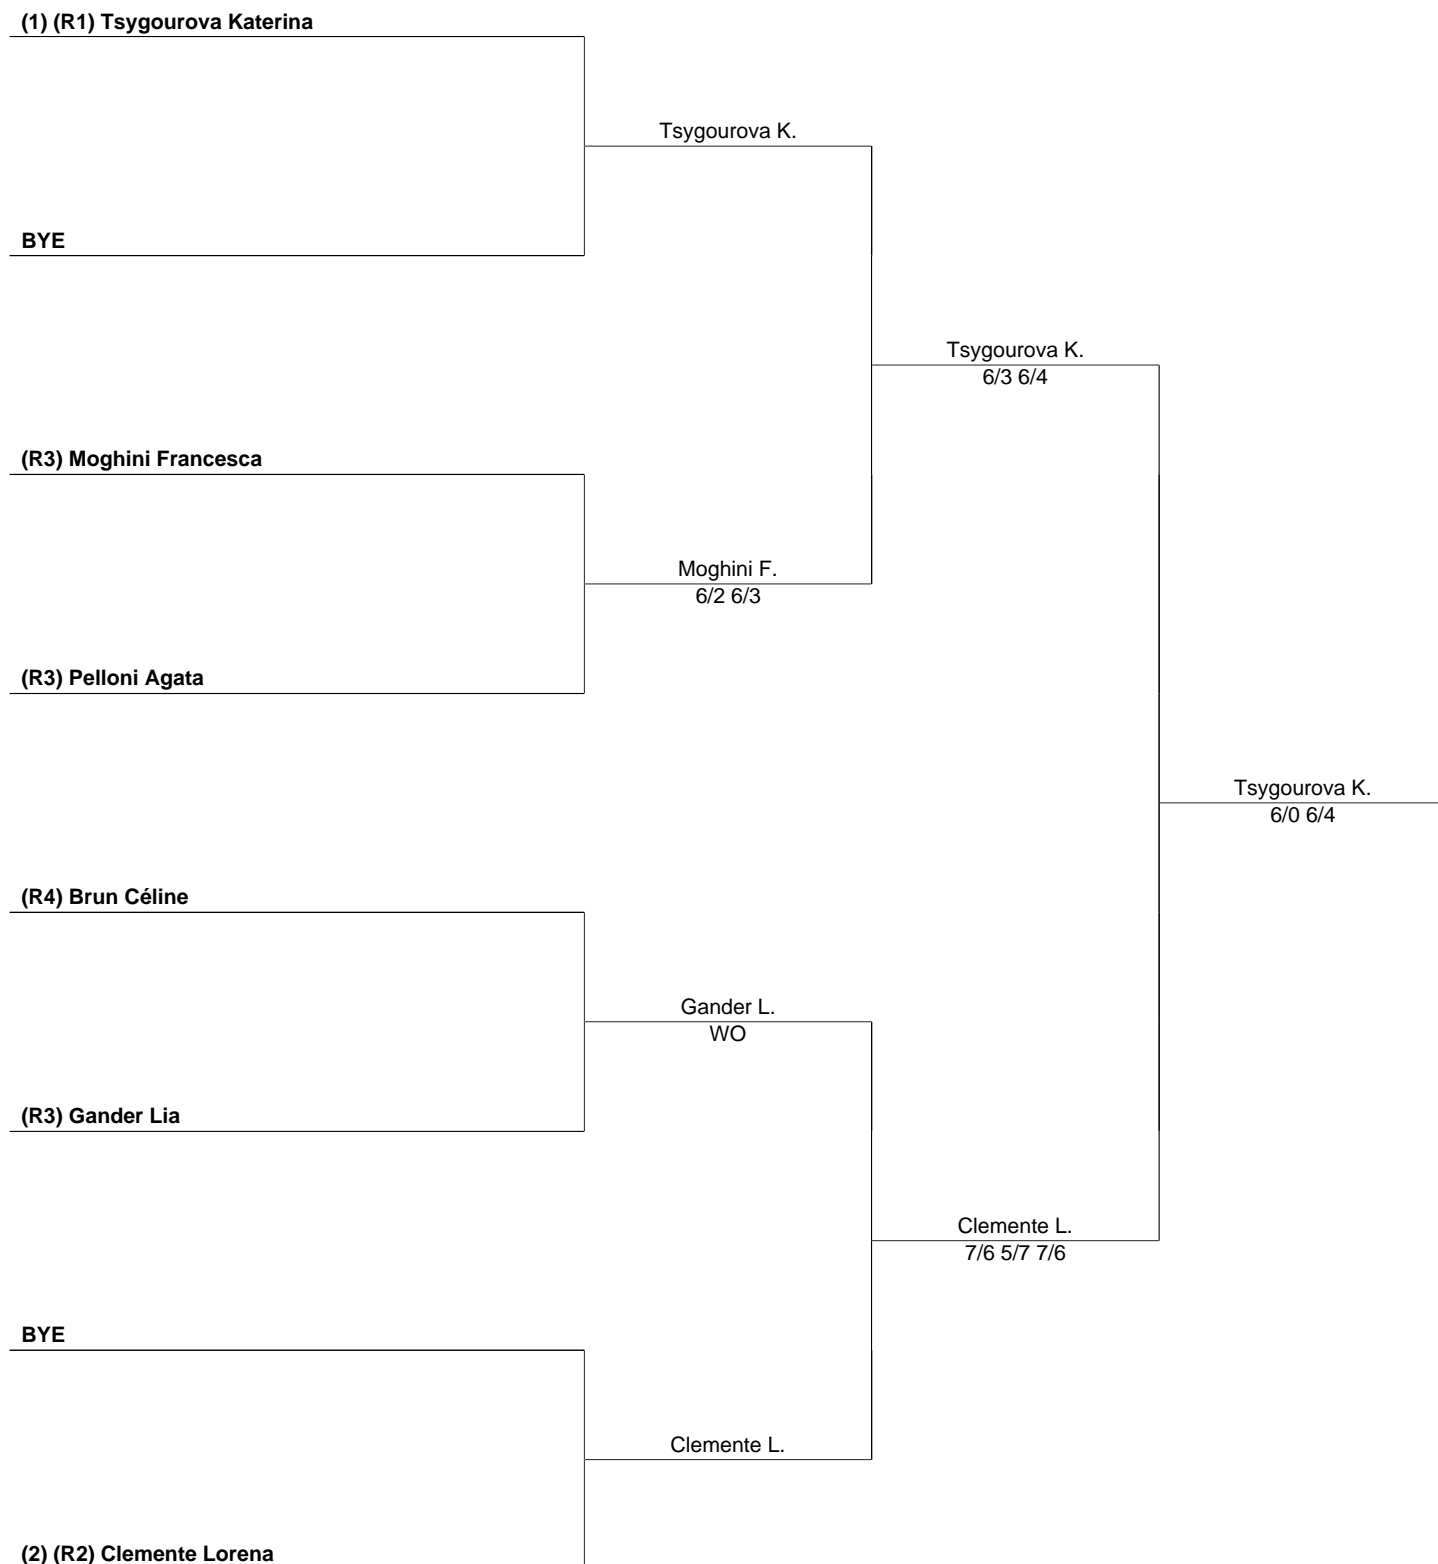 (1) (R1) Tsygourova Katerina
Tsygourova K.
BYE
Tsygourova K.
6/3 6/4
(R3) Moghini Francesca
Moghini F.
6/2 6/3
(R3) Pelloni Agata
Tsygourova K.
6/0 6/4
(R4) Brun Céline
Gander L.
WO
(R3) Gander Lia
Clemente L.
7/6 5/7 7/6
BYE
Clemente L.
(2) (R2) Clemente Lorena